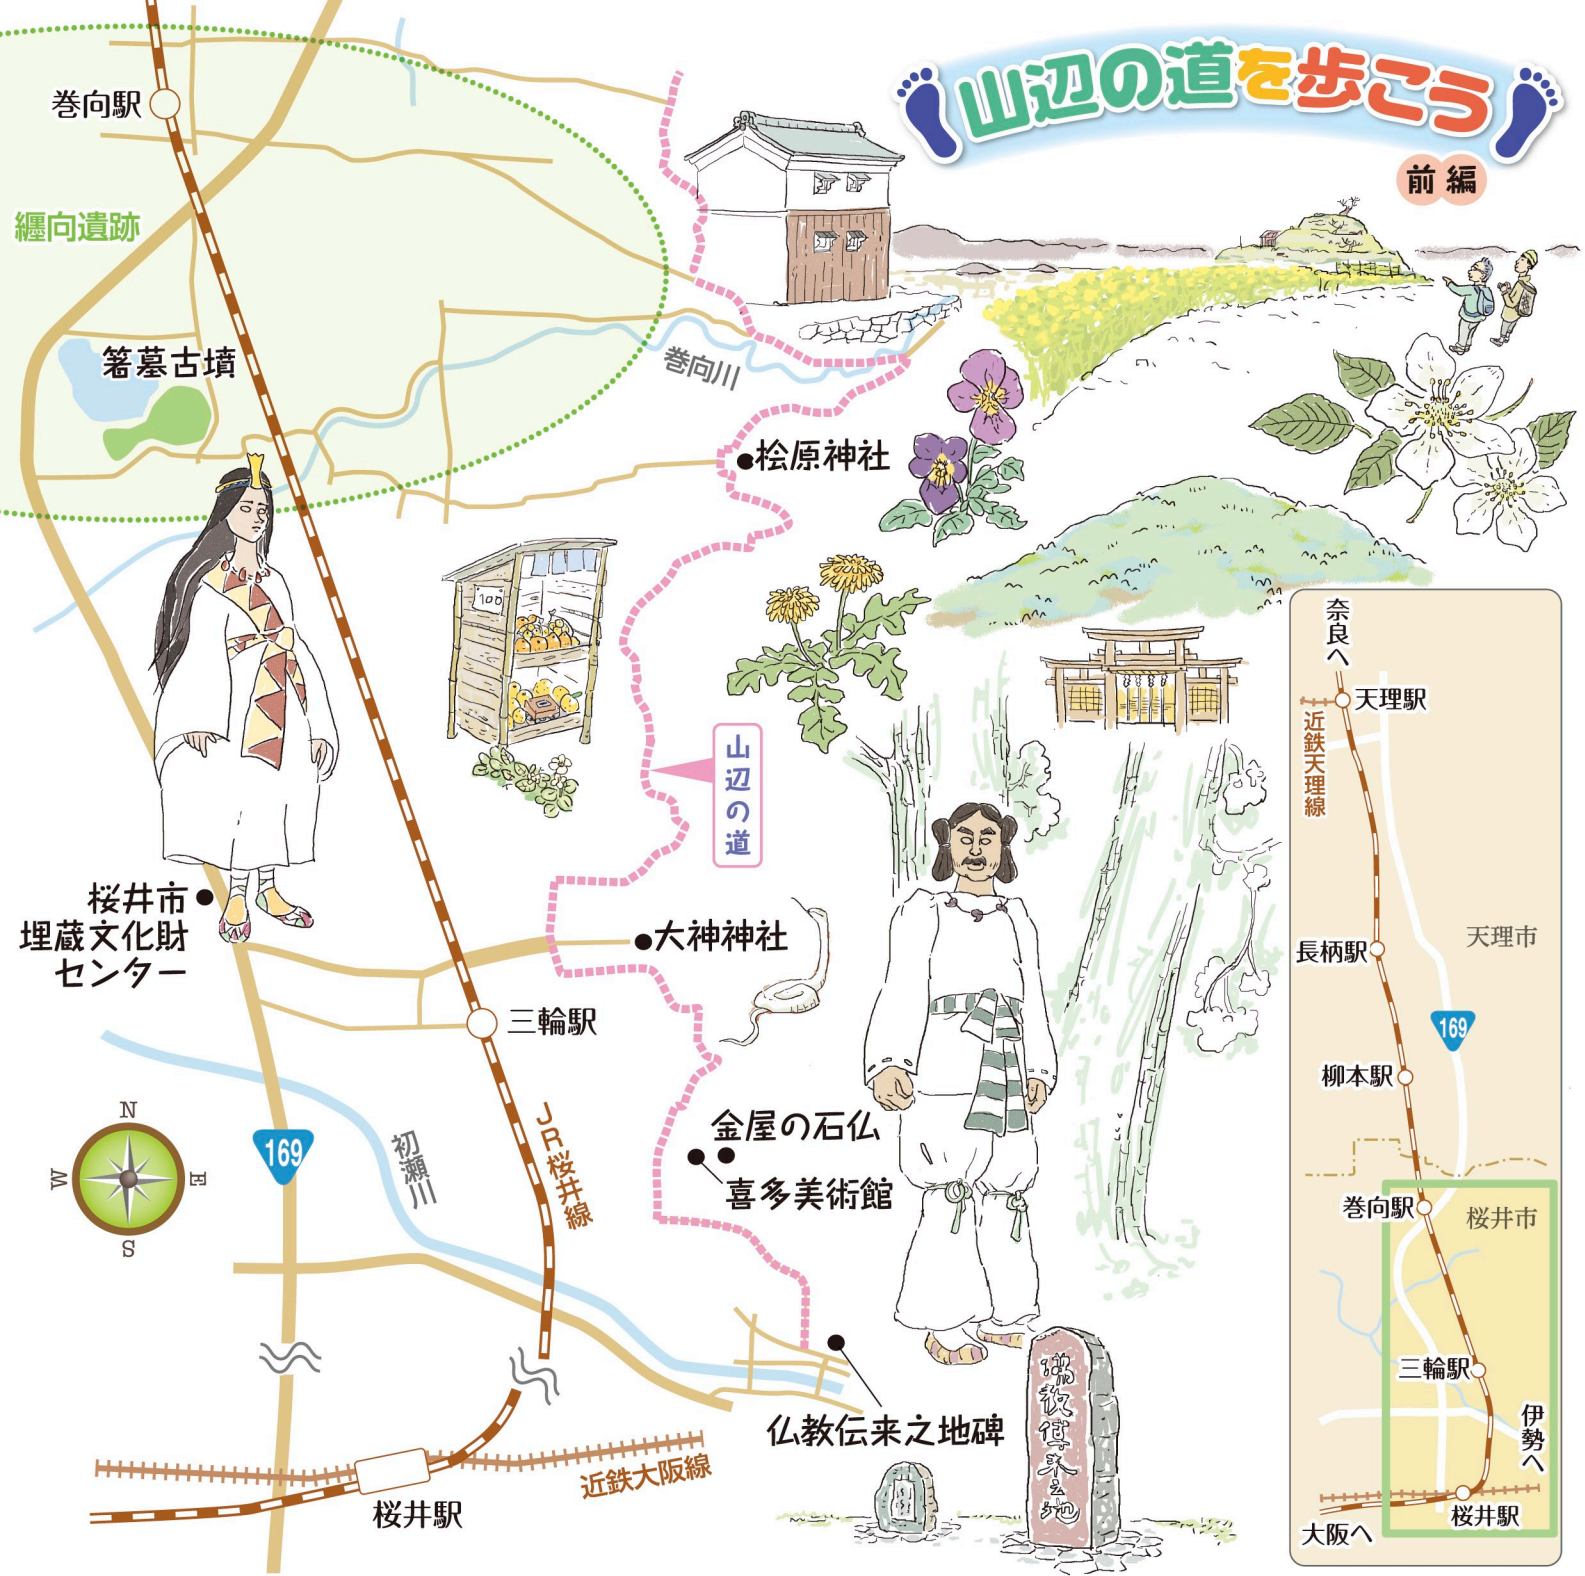 山辺の道を歩こう
前編
巻向駅
纒向遺跡
箸墓古墳
巻向川
桧原神社
100
山辺の道
桜井市
埋蔵文化財
センター
大神神社
三輪駅
金屋の石仏
喜多美術館
JR桜井線
初瀬川
169
N
W
E
S
仏教伝来之地碑
近鉄大阪線
桜井駅
奈良へ
天理駅
近鉄天理線
長柄駅
天理市
169
柳本駅
巻向駅
桜井市
三輪駅
伊勢へ
桜井駅
大阪へ